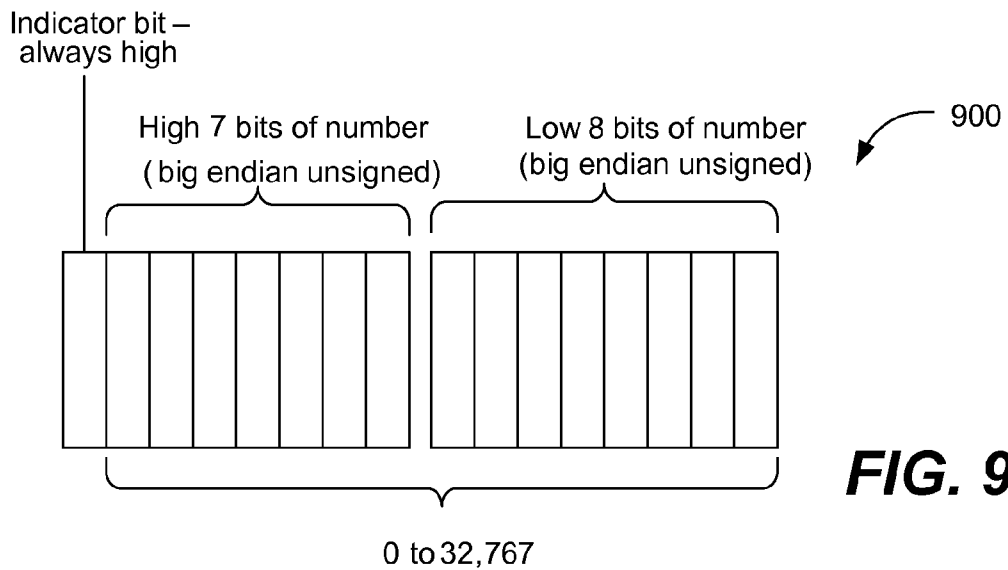 Indicator bit –
always high
High 7 bits of number
( big endian unsigned)
Low 8 bits of number
(big endian unsigned)
900
0 to 32,767
FIG. 9